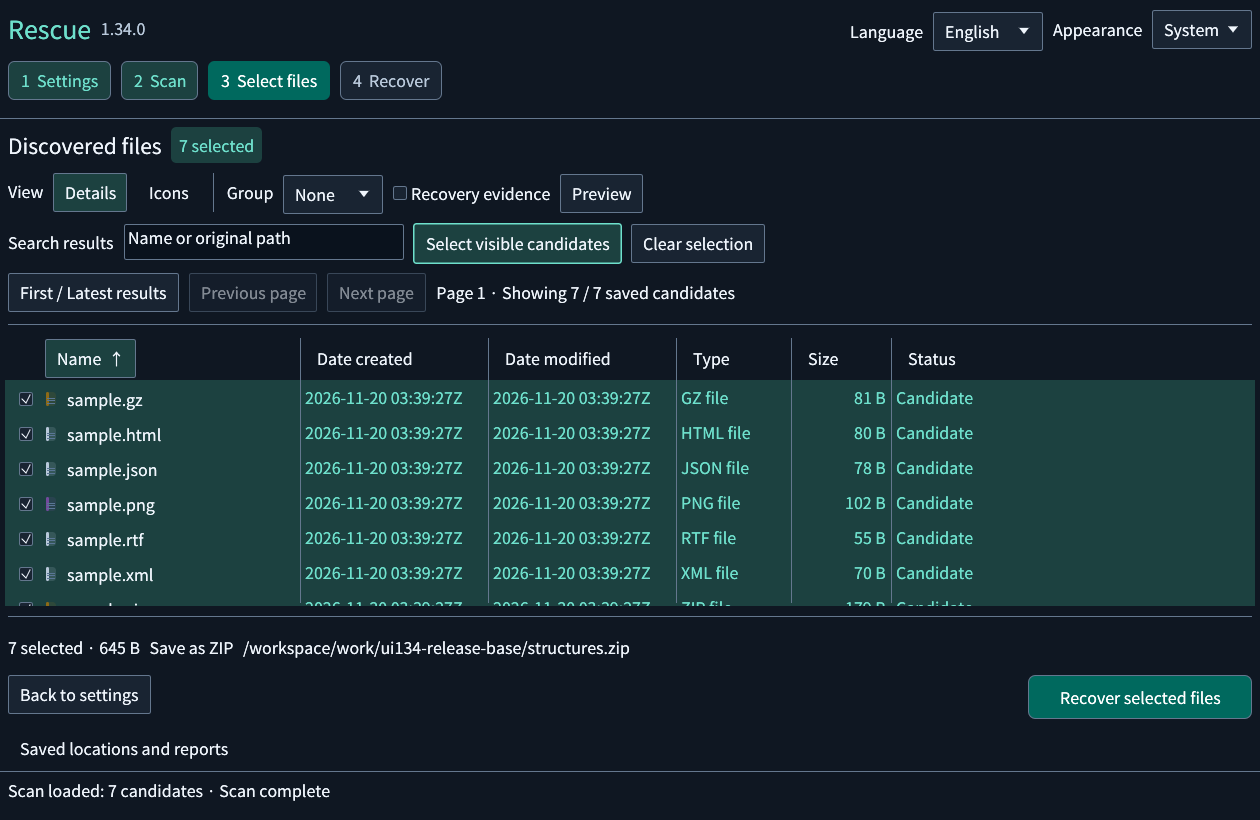 Rescue 1.34.0
Language English Appearance System
1 Settings 2 Scan 3 Select files 4 Recover
Discovered files 7 selected
View Details Icons Group None Recovery evidence Preview
Search results Name or original path Select visible candidates Clear selection
First / Latest results Previous page Next page Page 1 · Showing 7 / 7 saved candidates
Name ↑ Date created Date modified Type Size Status
sample.gz 2026-11-20 03:39:27Z 2026-11-20 03:39:27Z GZ file 81 B Candidate
sample.html 2026-11-20 03:39:27Z 2026-11-20 03:39:27Z HTML file 80 B Candidate
sample.json 2026-11-20 03:39:27Z 2026-11-20 03:39:27Z JSON file 78 B Candidate
sample.png 2026-11-20 03:39:27Z 2026-11-20 03:39:27Z PNG file 102 B Candidate
sample.rtf 2026-11-20 03:39:27Z 2026-11-20 03:39:27Z RTF file 55 B Candidate
sample.xml 2026-11-20 03:39:27Z 2026-11-20 03:39:27Z XML file 70 B Candidate
7 selected · 645 B Save as ZIP /workspace/work/ui134-release-base/structures.zip
Back to settings Recover selected files
Saved locations and reports
Scan loaded: 7 candidates · Scan complete